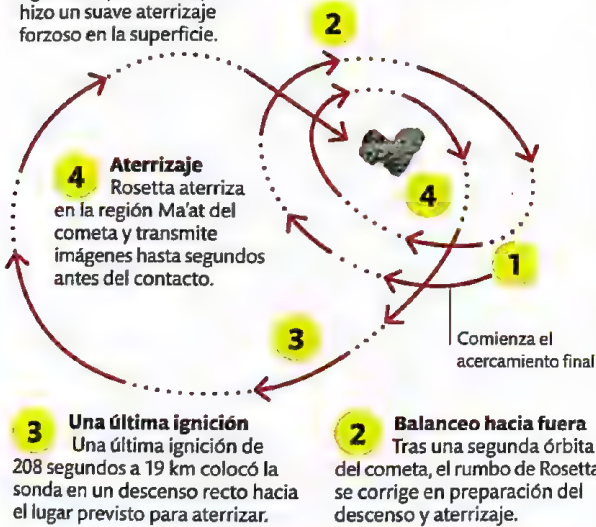 hizo un suave aterrizaje
forzoso en la superficie.
2
4 Aterrizaje
Rosetta aterriza
en la región Ma'at del
cometa y transmite
imágenes hasta segundos
antes del contacto.
4
1
3
Comienza el
acercamiento final
3 Una última ignición
Una última ignición de
208 segundos a 19 km colocó la
sonda en un descenso recto hacia
el lugar previsto para aterrizar.
2 Balanceo hacia fuera
Tras una segunda órbita
del cometa, el rumbo de Rosetta
se corrige en preparación del
descenso y aterrizaje.